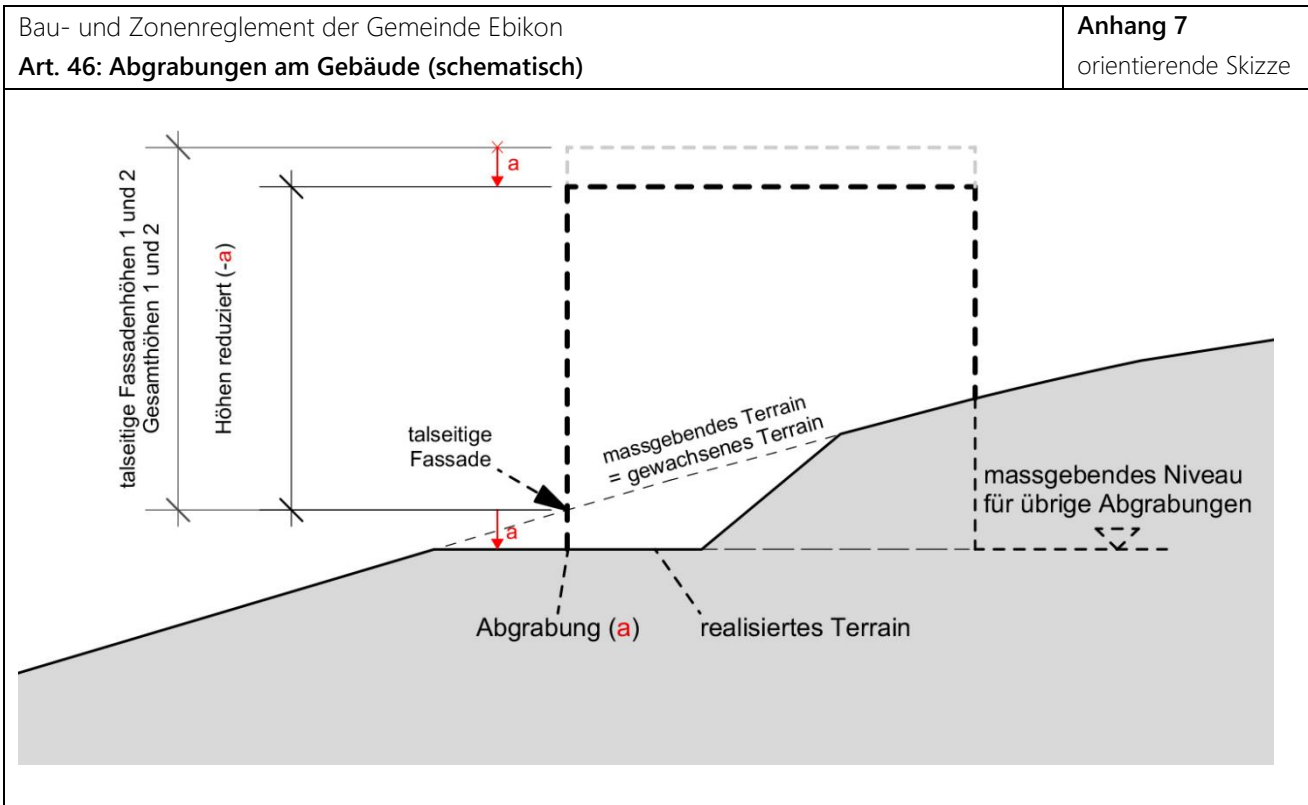 Bau- und Zonenreglement der Gemeinde Ebikon
Art. 46: Abgrabungen am Gebäude (schematisch)
Anhang 7
orientierende Skizze
a
talseitige Fassadenhöhen 1 und 2
Gesamthöhen 1 und 2
Höhen reduziert (-a)
talseitige
Fassade
massgebendes Terrain
= gewachsenes Terrain
massgebendes Niveau
für übrige Abgrabungen
a
Abgrabung (a)
realisiertes Terrain